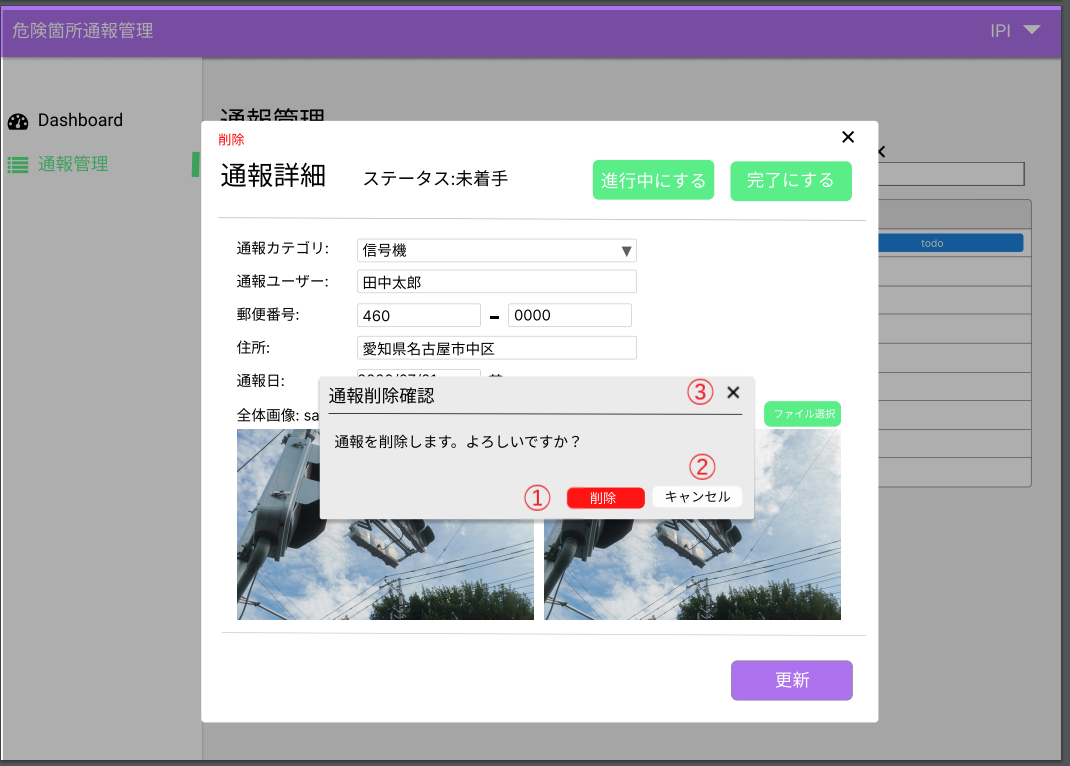 危険箇所通報管理
IPI
Dashboard
通報管理
通報管理
削除
通報詳細
ステータス:未着手
進行中にする
完了にする
todo
通報カテゴリ:
信号機
通報ユーザー:
田中太郎
郵便番号:
460
0000
住所:
愛知県名古屋市中区
通報日:
全体画像: sa
ファイル選択
通報削除確認
③
通報を削除します。よろしいですか？
②
①
削除
キャンセル
更新